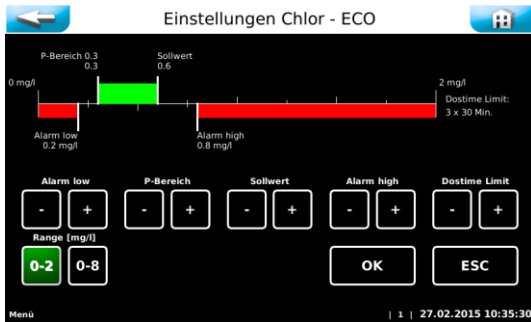 Einstellungen Chlor - ECO
P-Bereich 0.3
0.3
Sollwert
0.6
0 mg/l
2 mg/l
Dostime Limit:
3 x 30 Min.
Alarm low
0.2 mg/l
Alarm high
0.8 mg/l
Alarm low P-Bereich Sollwert Alarm high Dostime Limit
- + - + - + - + - +
Range [mg/l]
0-2 0-8 OK ESC
Menü | 1 | 27.02.2015 10:35:30